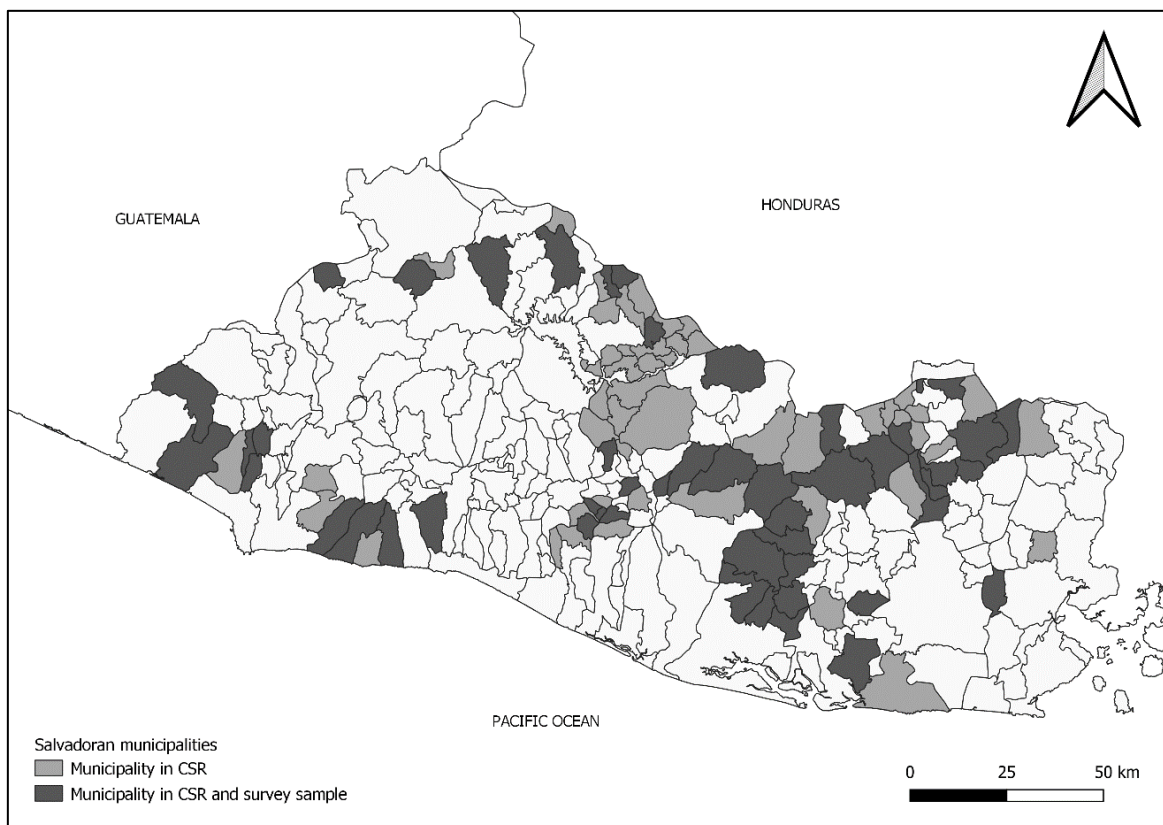 GUATEMALA
HONDURAS
PACIFIC OCEAN
Salvadoran municipalities
Municipality in CSR
Municipality in CSR and survey sample
0 25 50 km